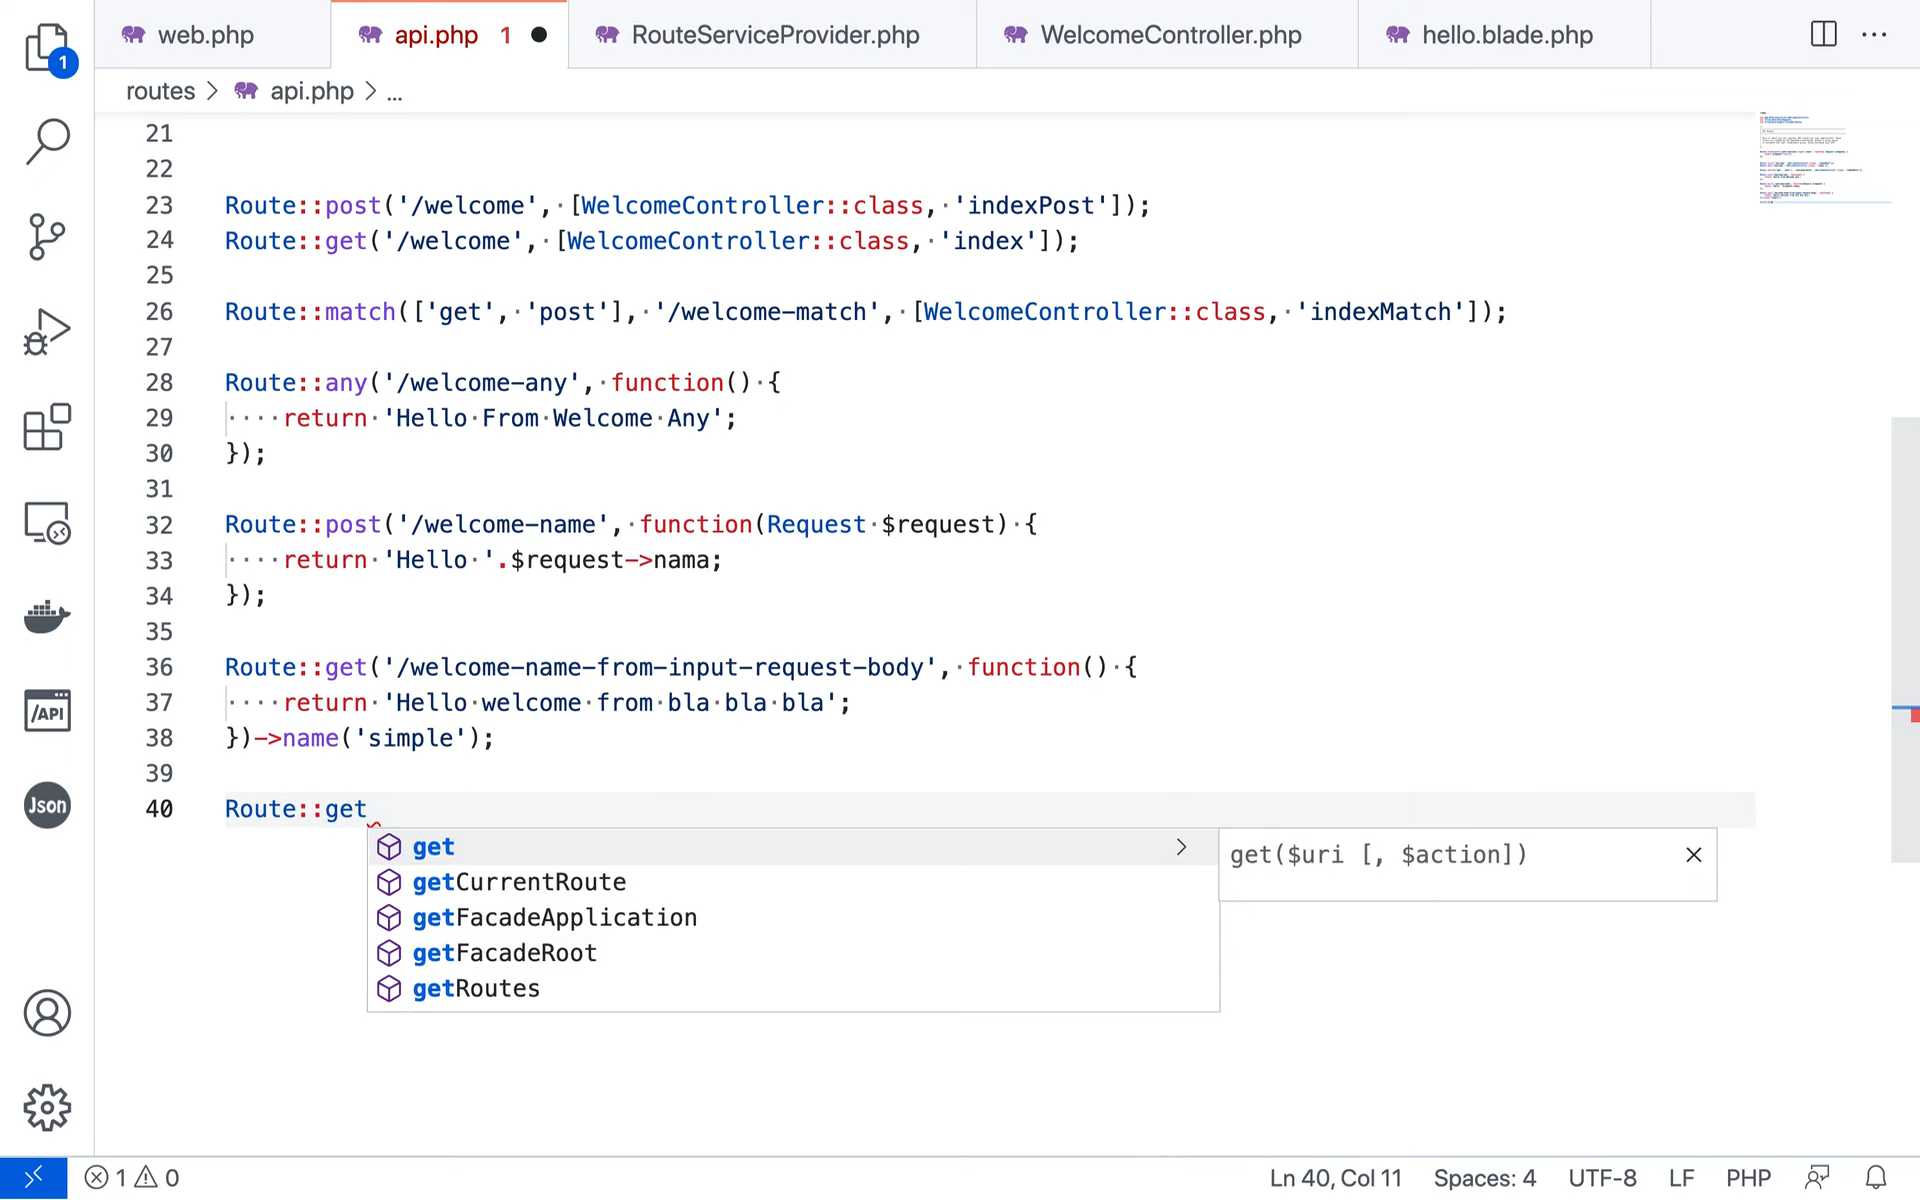 web.php
api.php 1
RouteServiceProvider.php
WelcomeController.php
hello.blade.php
1
routes > api.php > ...
21
22
23 Route::post('/welcome', [WelcomeController::class, 'indexPost']);
24 Route::get('/welcome', [WelcomeController::class, 'index']);
25
26 Route::match(['get', 'post'], '/welcome-match', [WelcomeController::class, 'indexMatch']);
27
28 Route::any('/welcome-any', function() {
29 return 'Hello From Welcome Any';
30 });
31
32 Route::post('/welcome-name', function(Request $request) {
33 return 'Hello '.$request->nama;
34 });
35
36 Route::get('/welcome-name-from-input-request-body', function() {
37 return 'Hello welcome from bla bla bla';
38 })->name('simple');
39
40 Route::get
get
getCurrentRoute
getFacadeApplication
getFacadeRoot
getRoutes
get($uri [, $action])
/API
Json
1 0
Ln 40, Col 11
Spaces: 4
UTF-8
LF
PHP